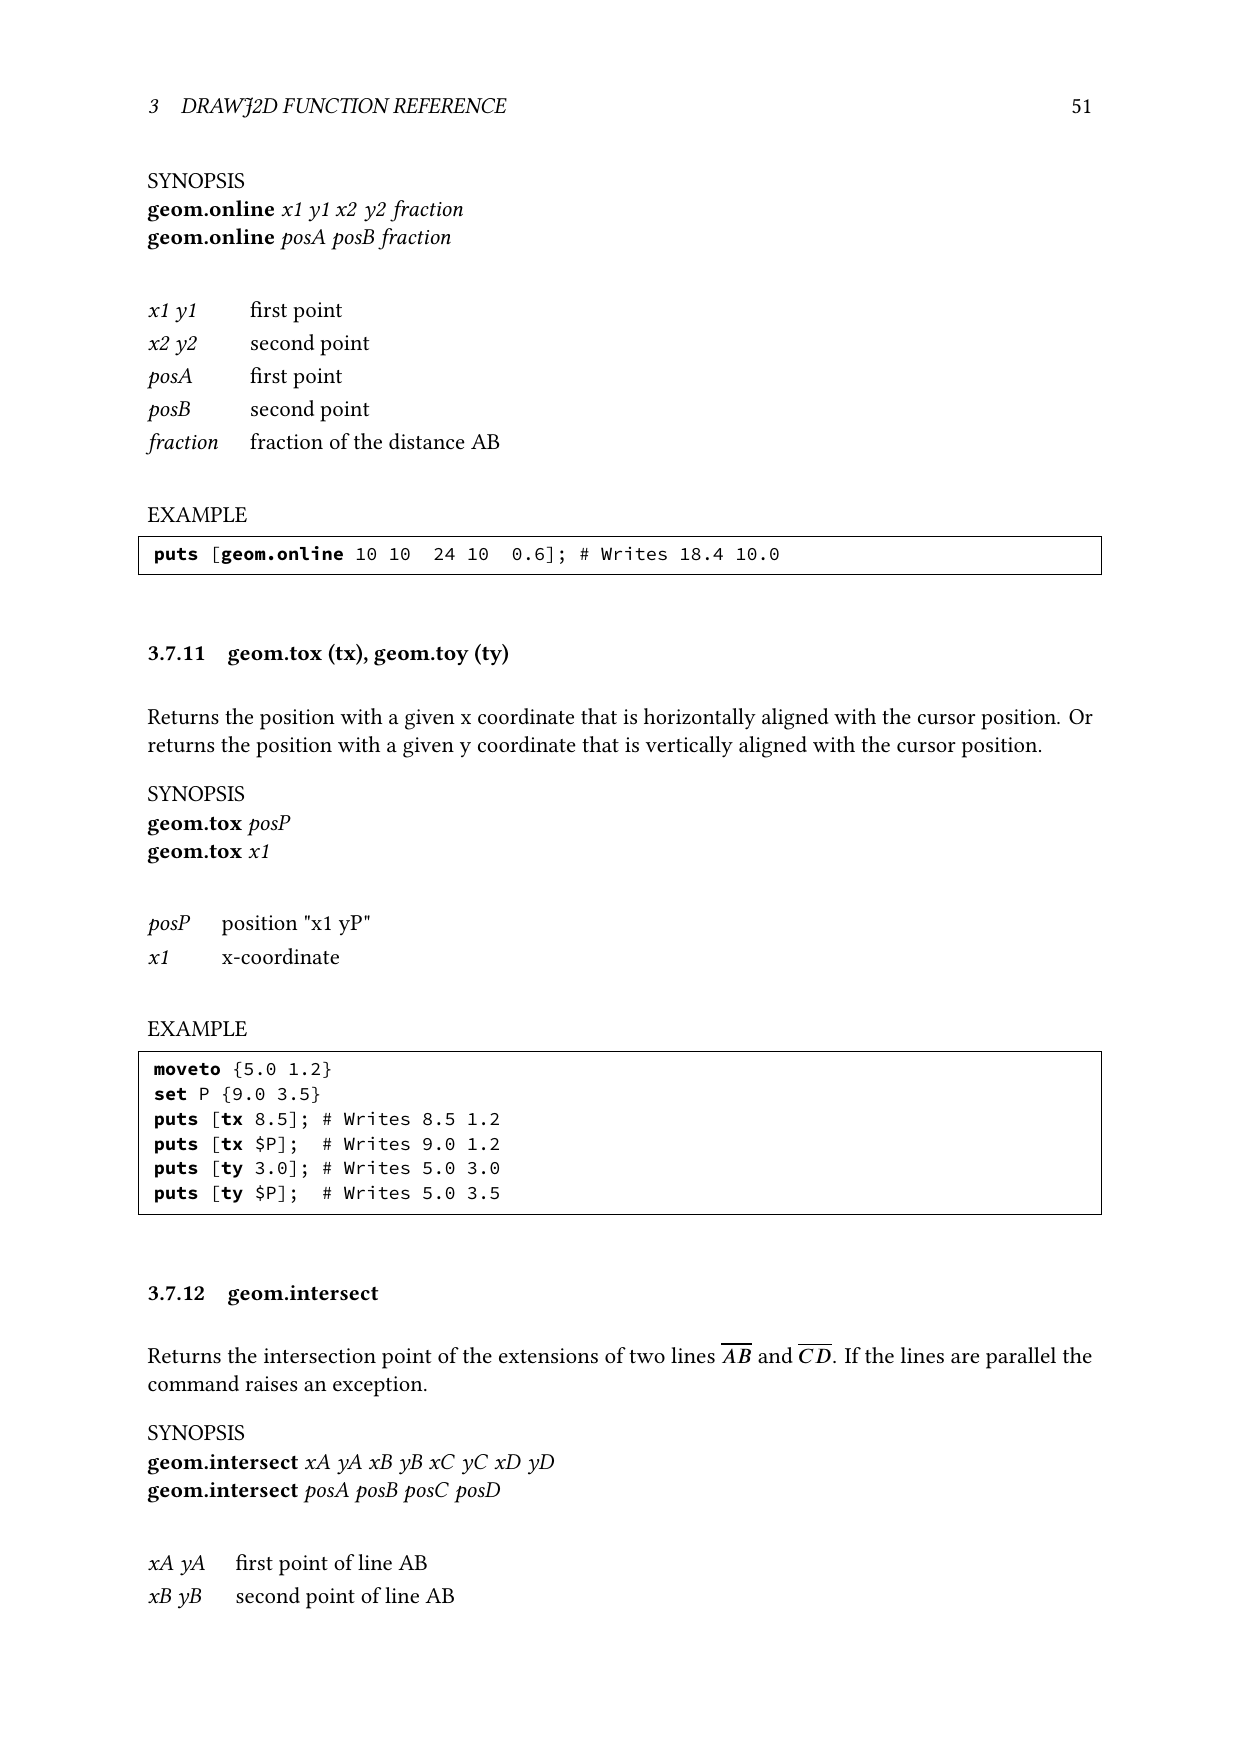 3 DRAWJ2D FUNCTION REFERENCE 51
SYNOPSIS
geom.online x1 y1 x2 y2 fraction
geom.online posA posB fraction
x1 y1 first point
x2 y2 second point
posA first point
posB second point
fraction fraction of the distance AB
EXAMPLE
puts [geom.online 10 10  24 10  0.6]; # Writes 18.4 10.0
3.7.11 geom.tox (tx), geom.toy (ty)
Returns the position with a given x coordinate that is horizontally aligned with the cursor position. Or
returns the position with a given y coordinate that is vertically aligned with the cursor position.
SYNOPSIS
geom.tox posP
geom.tox x1
posP position "x1 yP"
x1 x-coordinate
EXAMPLE
moveto {5.0 1.2}
set P {9.0 3.5}
puts [tx 8.5]; # Writes 8.5 1.2
puts [tx $P];  # Writes 9.0 1.2
puts [ty 3.0]; # Writes 5.0 3.0
puts [ty $P];  # Writes 5.0 3.5
3.7.12 geom.intersect
Returns the intersection point of the extensions of two lines A̅B̅ and C̅D̅. If the lines are parallel the
command raises an exception.
SYNOPSIS
geom.intersect xA yA xB yB xC yC xD yD
geom.intersect posA posB posC posD
xA yA first point of line AB
xB yB second point of line AB